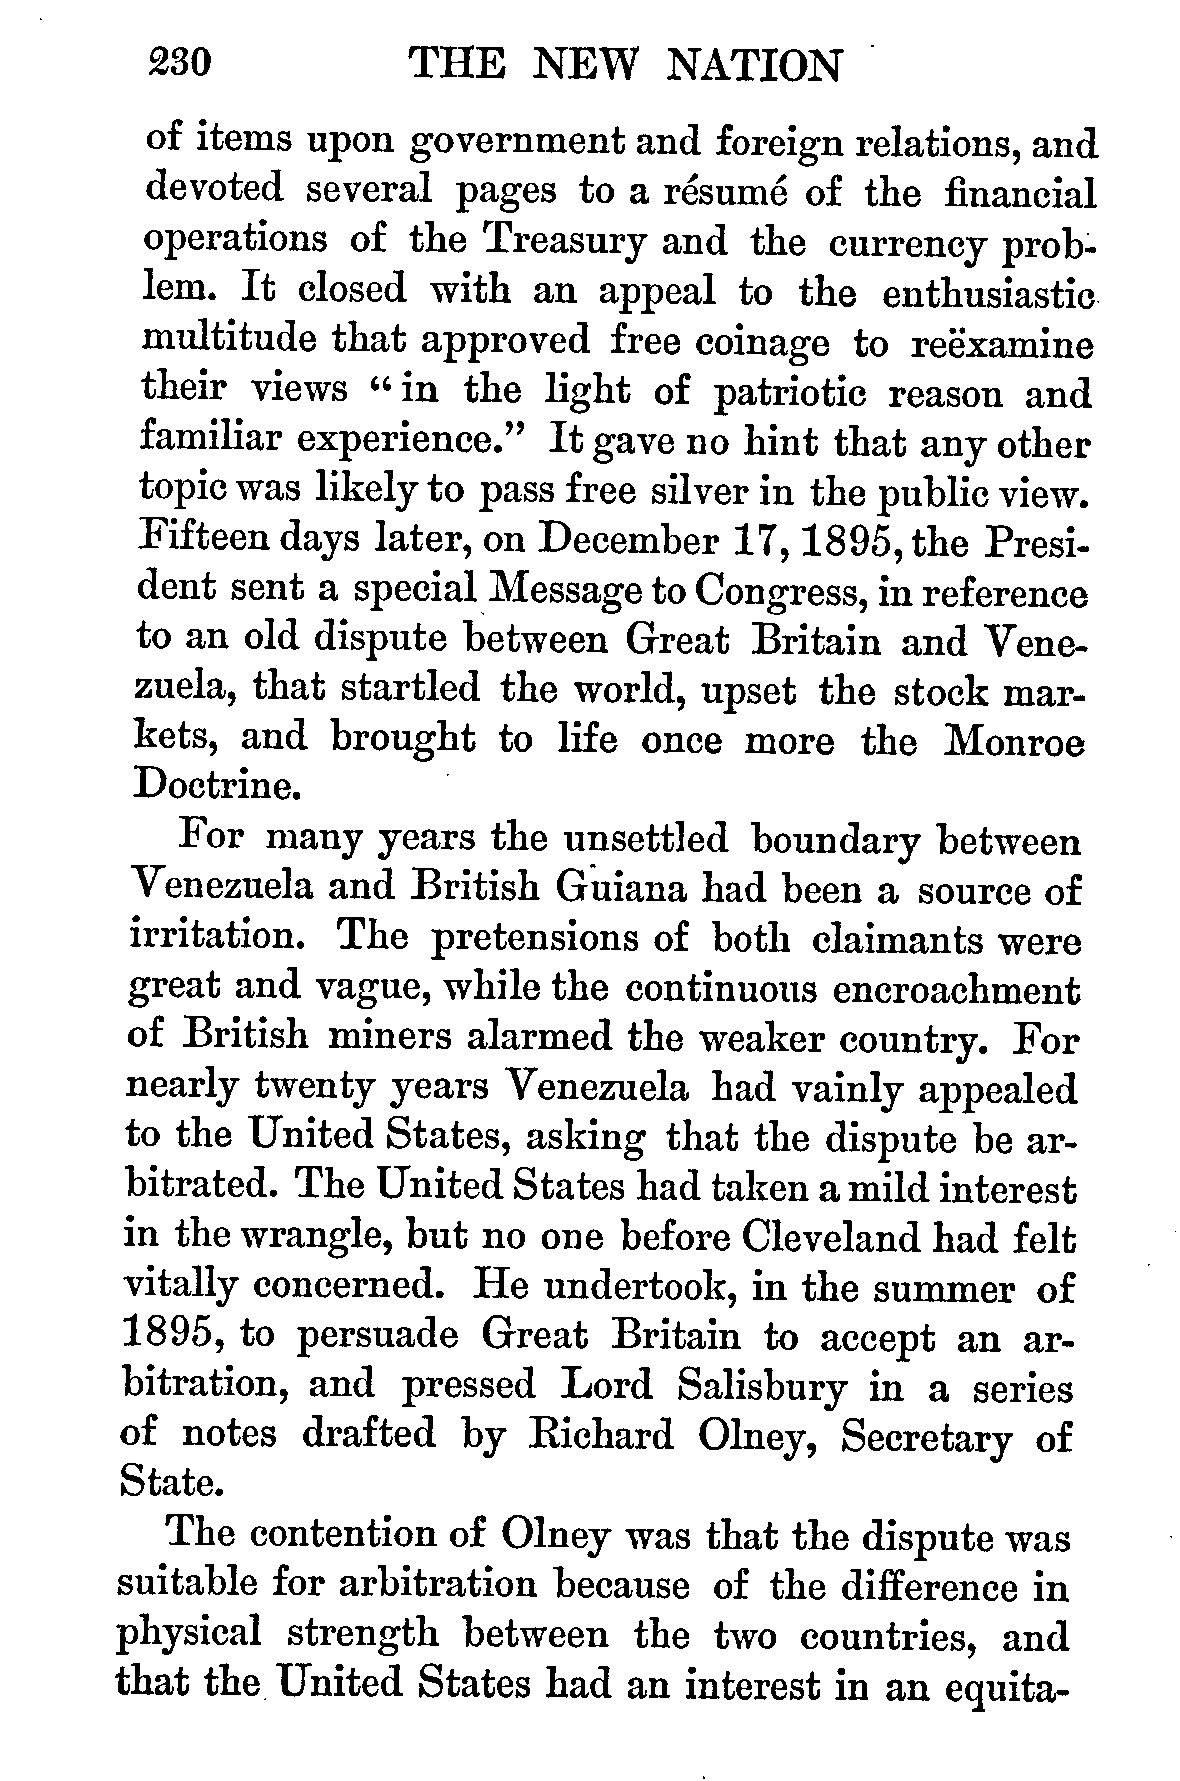 230 THE NEW NATION
of items upon government and foreign relations, and
devoted several pages to a résumé of the financial
operations of the Treasury and the currency prob-
lem. It closed with an appeal to the enthusiastic
multitude that approved free coinage to reëxamine
their views “in the light of patriotic reason and
familiar experience.” It gave no hint that any other
topic was likely to pass free silver in the public view.
Fifteen days later, on December 17, 1895, the Presi-
dent sent a special Message to Congress, in reference
to an old dispute between Great Britain and Vene-
zuela, that startled the world, upset the stock mar-
kets, and brought to life once more the Monroe
Doctrine.
For many years the unsettled boundary between
Venezuela and British Guiana had been a source of
irritation. The pretensions of both claimants were
great and vague, while the continuous encroachment
of British miners alarmed the weaker country. For
nearly twenty years Venezuela had vainly appealed
to the United States, asking that the dispute be ar-
bitrated. The United States had taken a mild interest
in the wrangle, but no one before Cleveland had felt
vitally concerned. He undertook, in the summer of
1895, to persuade Great Britain to accept an ar-
bitration, and pressed Lord Salisbury in a series
of notes drafted by Richard Olney, Secretary of
State.
The contention of Olney was that the dispute was
suitable for arbitration because of the difference in
physical strength between the two countries, and
that the United States had an interest in an equita-